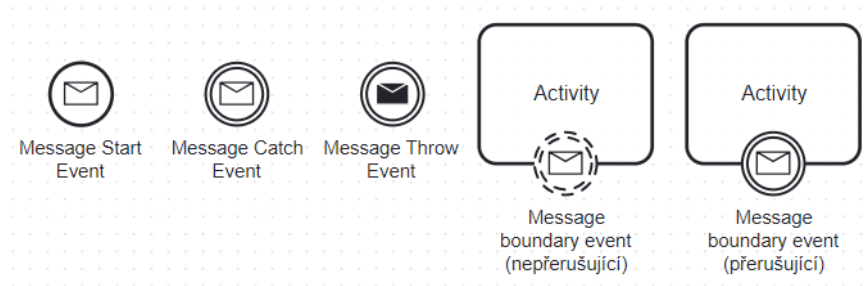 Activity
Activity
Message Start
Event
Message Catch
Event
Message Throw
Event
Message
boundary event
(nepřerušující)
Message
boundary event
(přerušující)